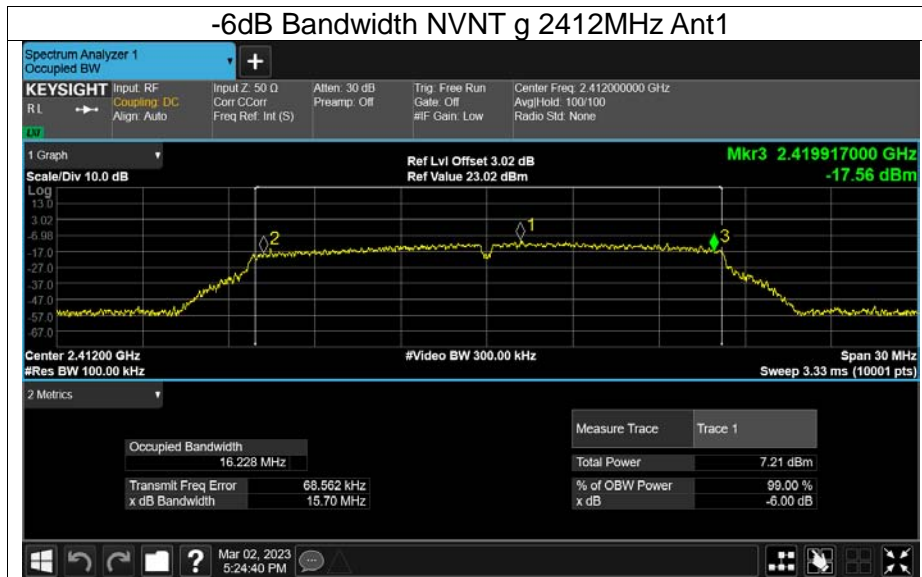 -6dB Bandwidth NVNT g 2412MHz Ant1
Spectrum Analyzer 1
Occupied BW
KEYSIGHT
R L
LXI
Input: RF
Coupling: DC
Align: Auto
Input Z: 50 Ω
Corr CCorr
Freq Ref: Int (S)
Atten: 30 dB
Preamp: Off
Trig: Free Run
Gate: Off
#IF Gain: Low
Center Freq: 2.412000000 GHz
Avg|Hold: 100/100
Radio Std: None
1 Graph
Scale/Div 10.0 dB
Ref Lvl Offset 3.02 dB
Ref Value 23.02 dBm
Mkr3 2.419917000 GHz
-17.56 dBm
Log
13.0
3.02
-6.98
-17.0
-27.0
-37.0
-47.0
-57.0
-67.0
2
1
3
Center 2.41200 GHz
#Res BW 100.00 kHz
#Video BW 300.00 kHz
Span 30 MHz
Sweep 3.33 ms (10001 pts)
2 Metrics
Occupied Bandwidth
16.228 MHz
Transmit Freq Error 68.562 kHz
x dB Bandwidth 15.70 MHz
Measure Trace Trace 1
Total Power 7.21 dBm
% of OBW Power 99.00 %
x dB -6.00 dB
Mar 02, 2023
5:24:40 PM